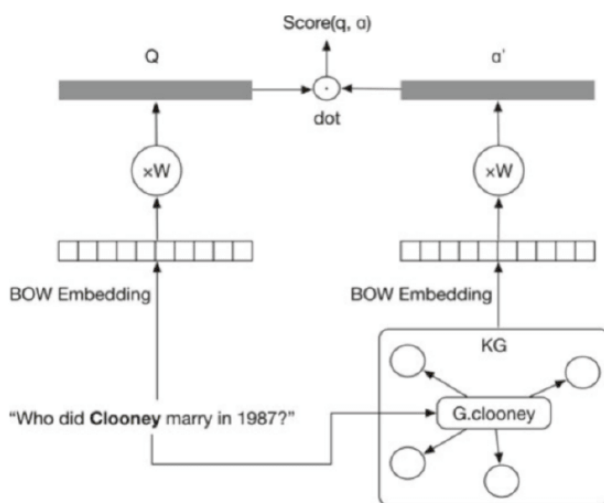 Score(q, a)
Q
a'
dot
×W
×W
BOW Embedding
BOW Embedding
KG
"Who did Clooney marry in 1987?"
G.clooney